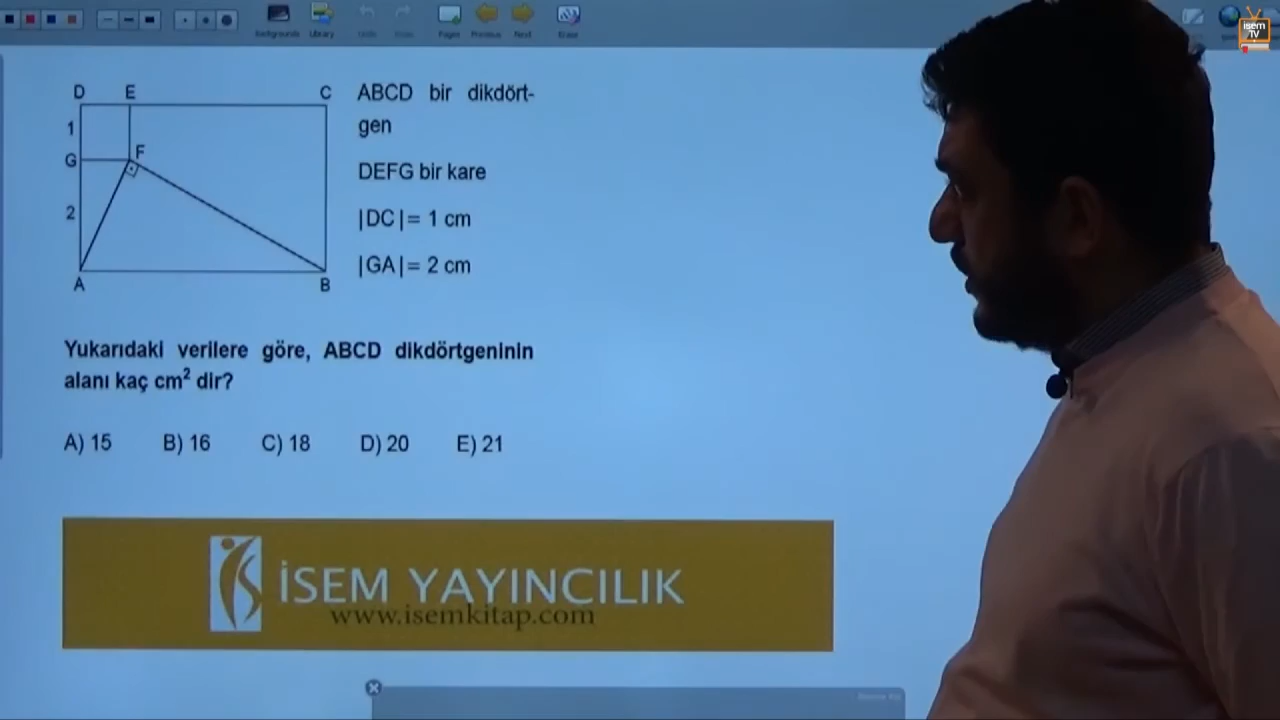 isem
TV
Backgrounds
Library
Pages
Previous
Next
Eraser
D E C
1
G F
2
A B
ABCD bir dikdört-
gen
DEFG bir kare
|DC|= 1 cm
|GA|= 2 cm
Yukarıdaki verilere göre, ABCD dikdörtgeninin
alanı kaç cm² dir?
A) 15 B) 16 C) 18 D) 20 E) 21
İSEM YAYINCILIK
www.isemkitap.com